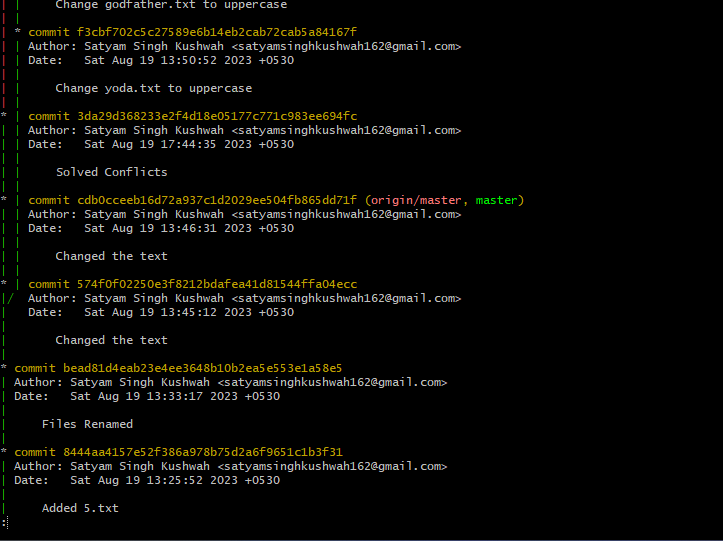 | |     Change godfather.txt to uppercase
| |
| * commit f3cbf702c5c27589e6b14eb2cab72cab5a84167f
| | Author: Satyam Singh Kushwah <satyamsinghkushwah162@gmail.com>
| | Date:   Sat Aug 19 13:50:52 2023 +0530
| |
| |     Change yoda.txt to uppercase
| |
* | commit 3da29d368233e2f4d18e05177c771c983ee694fc
| | Author: Satyam Singh Kushwah <satyamsinghkushwah162@gmail.com>
| | Date:   Sat Aug 19 17:44:35 2023 +0530
| |
| |     Solved Conflicts
| |
* | commit cdb0cceeb16d72a937c1d2029ee504fb865dd71f (origin/master, master)
| | Author: Satyam Singh Kushwah <satyamsinghkushwah162@gmail.com>
| | Date:   Sat Aug 19 13:46:31 2023 +0530
| |
| |     Changed the text
| |
* | commit 574f0f02250e3f8212bdafea41d81544ffa04ecc
|/  Author: Satyam Singh Kushwah <satyamsinghkushwah162@gmail.com>
|   Date:   Sat Aug 19 13:45:12 2023 +0530
|
|       Changed the text
|
* commit bead81d4eab23e4ee3648b10b2ea5e553e1a58e5
| Author: Satyam Singh Kushwah <satyamsinghkushwah162@gmail.com>
| Date:   Sat Aug 19 13:33:17 2023 +0530
|
|     Files Renamed
|
* commit 8444aa4157e52f386a978b75d2a6f9651c1b3f31
| Author: Satyam Singh Kushwah <satyamsinghkushwah162@gmail.com>
| Date:   Sat Aug 19 13:25:52 2023 +0530
|
|     Added 5.txt
: